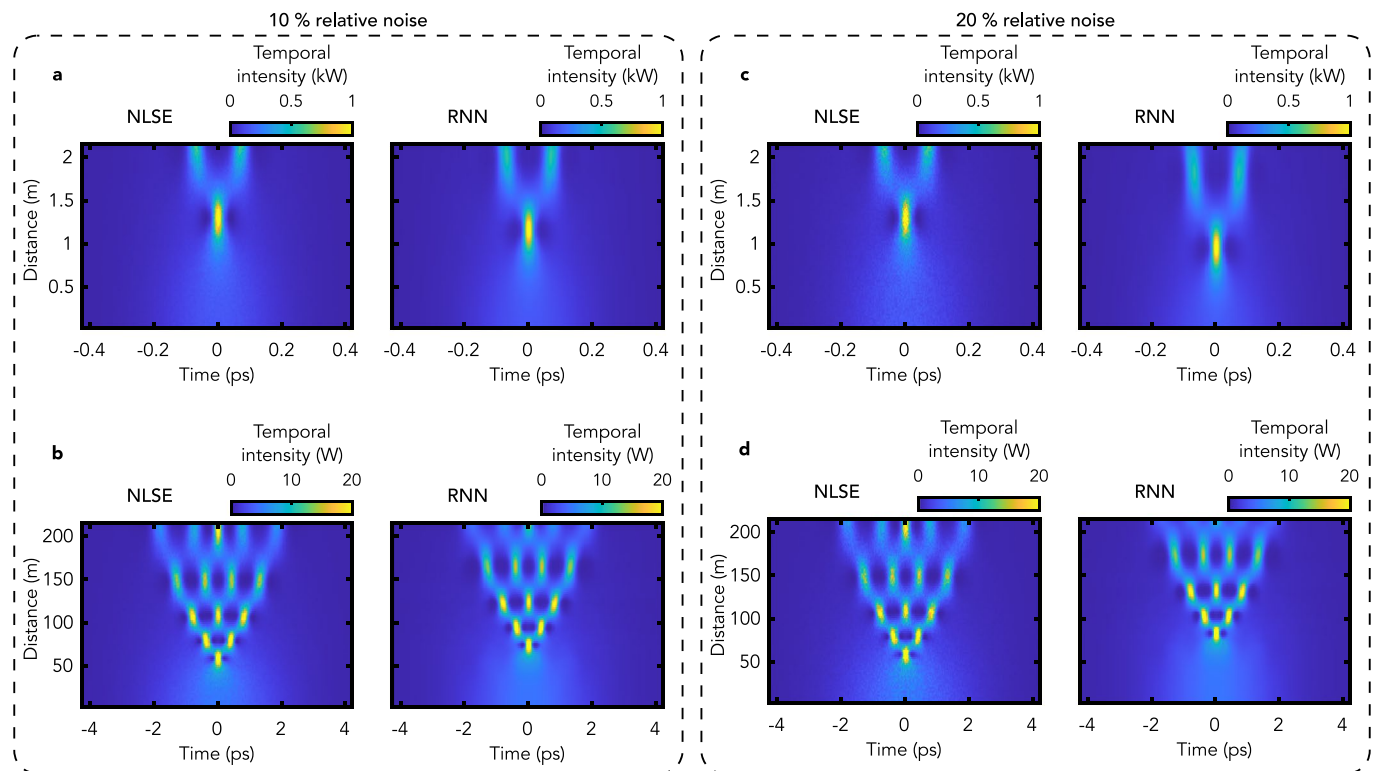 10 % relative noise
20 % relative noise
a
Temporal
intensity (kW)
0 0.5 1
NLSE
Temporal
intensity (kW)
0 0.5 1
RNN
Distance (m)
2
1.5
1
0.5
-0.4 -0.2 0 0.2 0.4
Time (ps)
-0.4 -0.2 0 0.2 0.4
Time (ps)
c
Temporal
intensity (kW)
0 0.5 1
NLSE
Temporal
intensity (kW)
0 0.5 1
RNN
Distance (m)
2
1.5
1
0.5
-0.4 -0.2 0 0.2 0.4
Time (ps)
-0.4 -0.2 0 0.2 0.4
Time (ps)
b
Temporal
intensity (W)
0 10 20
NLSE
Temporal
intensity (W)
0 10 20
RNN
Distance (m)
200
150
100
50
-4 -2 0 2 4
Time (ps)
-4 -2 0 2 4
Time (ps)
d
Temporal
intensity (W)
0 10 20
NLSE
Temporal
intensity (W)
0 10 20
RNN
Distance (m)
200
150
100
50
-4 -2 0 2 4
Time (ps)
-4 -2 0 2 4
Time (ps)